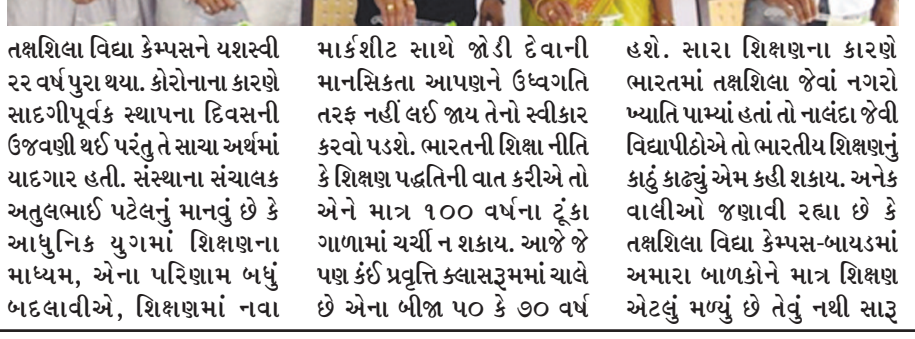 તક્ષશિલા વિદ્યા કેમ્પસને યશસ્વી
૨૨ વર્ષ પુરા થયા. કોરોનાના કારણે
સાદગીપૂર્વક સ્થાપના દિવસની
ઉજવણી થઈ પરંતુ તે સાચા અર્થમાં
યાદગાર હતી. સંસ્થાના સંચાલક
અતુલભાઈ પટેલનું માનવું છે કે
આધુનિક યુગમાં શિક્ષણના
માધ્યમ, એના પરિણામ બધું
બદલાવીએ, શિક્ષણમાં નવા
માર્કશીટ સાથે જોડી દેવાની
માનસિકતા આપણને ઉધ્વગતિ
તરફ નહીં લઈ જાય તેનો સ્વીકાર
કરવો પડશે. ભારતની શિક્ષા નીતિ
કે શિક્ષણ પદ્ધતિની વાત કરીએ તો
એને માત્ર ૧૦૦ વર્ષના ટૂંકા
ગાળામાં ચર્ચી ન શકાય. આજે જે
પણ કંઈ પ્રવૃત્તિ ક્લાસરૂમમાં ચાલે
છે એના બીજા ૫૦ કે ૭૦ વર્ષ
હશે. સારા શિક્ષણના કારણે
ભારતમાં તક્ષશિલા જેવાં નગરો
ખ્યાતિ પામ્યાં હતાં તો નાલંદા જેવી
વિદ્યાપીઠોએ તો ભારતીય શિક્ષણનું
કાઠું કાઢ્યું એમ કહી શકાય. અનેક
વાલીઓ જણાવી રહ્યા છે કે
તક્ષશિલા વિદ્યા કેમ્પસ-બાયડમાં
અમારા બાળકોને માત્ર શિક્ષણ
એટલું મળ્યું છે તેવું નથી સારૂ